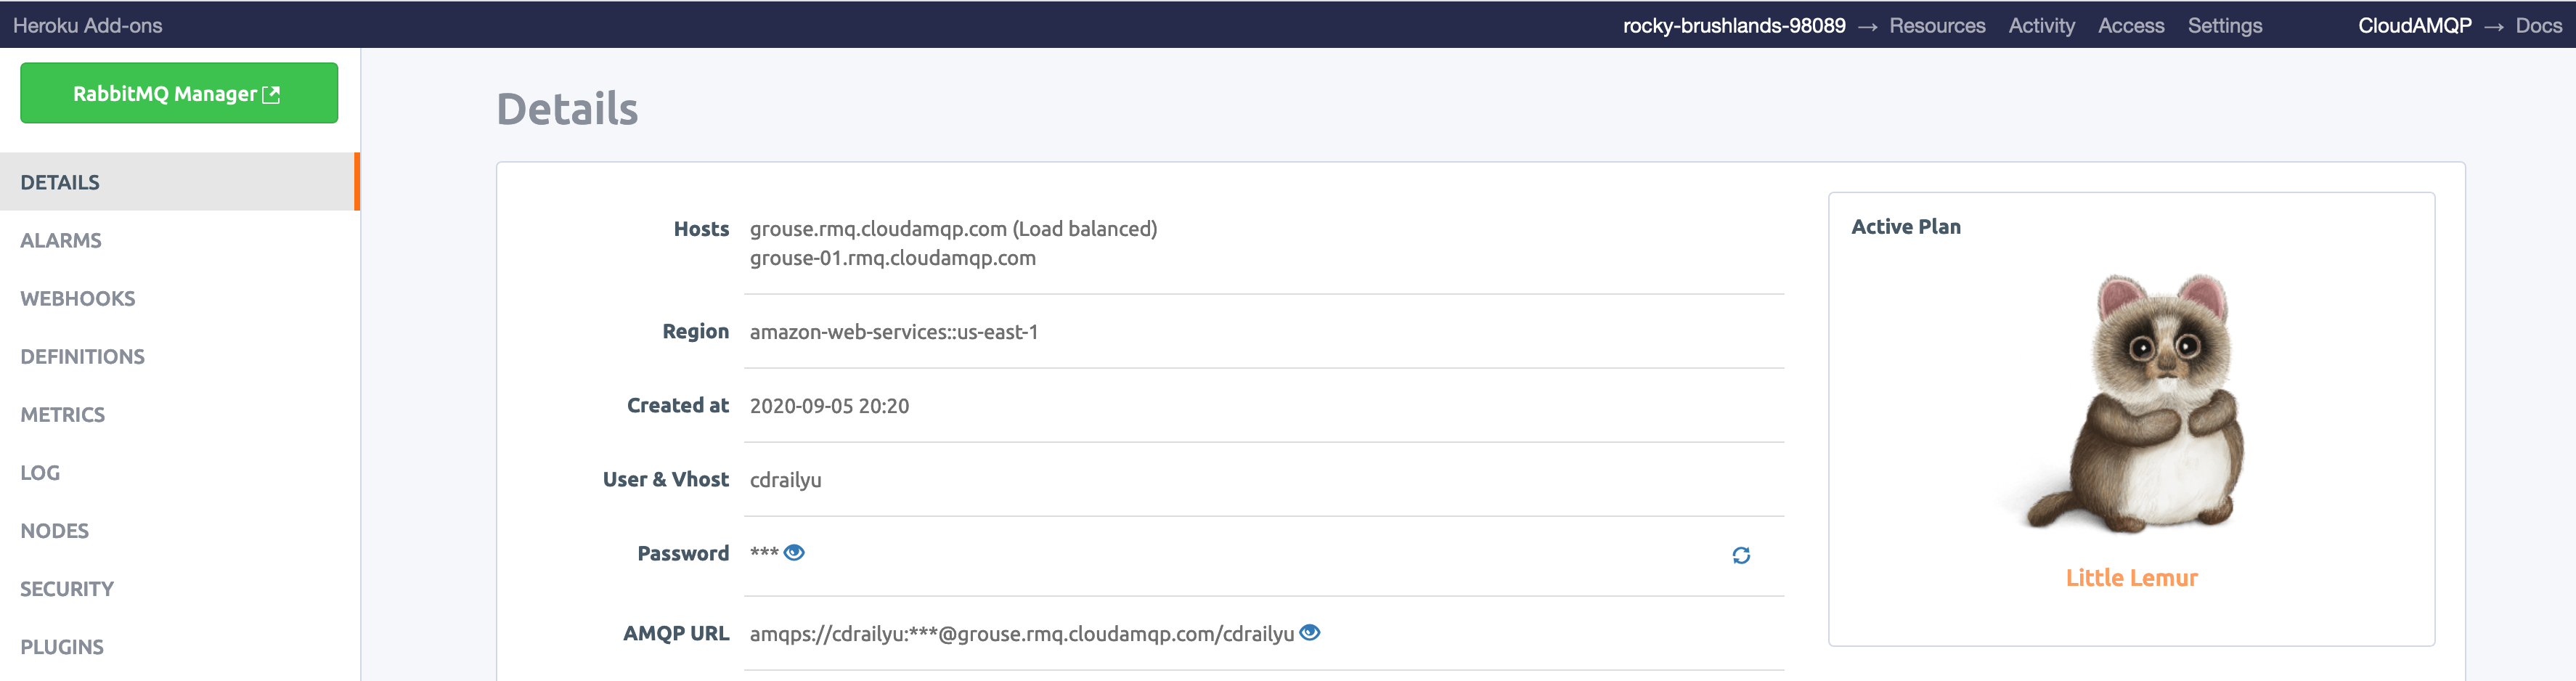 Heroku Add-ons
rocky-brushlands-98089 → Resources Activity Access Settings CloudAMQP → Docs
RabbitMQ Manager
DETAILS
ALARMS
WEBHOOKS
DEFINITIONS
METRICS
LOG
NODES
SECURITY
PLUGINS
Details
Hosts grouse.rmq.cloudamqp.com (Load balanced)
grouse-01.rmq.cloudamqp.com
Region amazon-web-services::us-east-1
Created at 2020-09-05 20:20
User & Vhost cdrailyu
Password ***
AMQP URL amqps://cdrailyu:***@grouse.rmq.cloudamqp.com/cdrailyu
Active Plan
Little Lemur